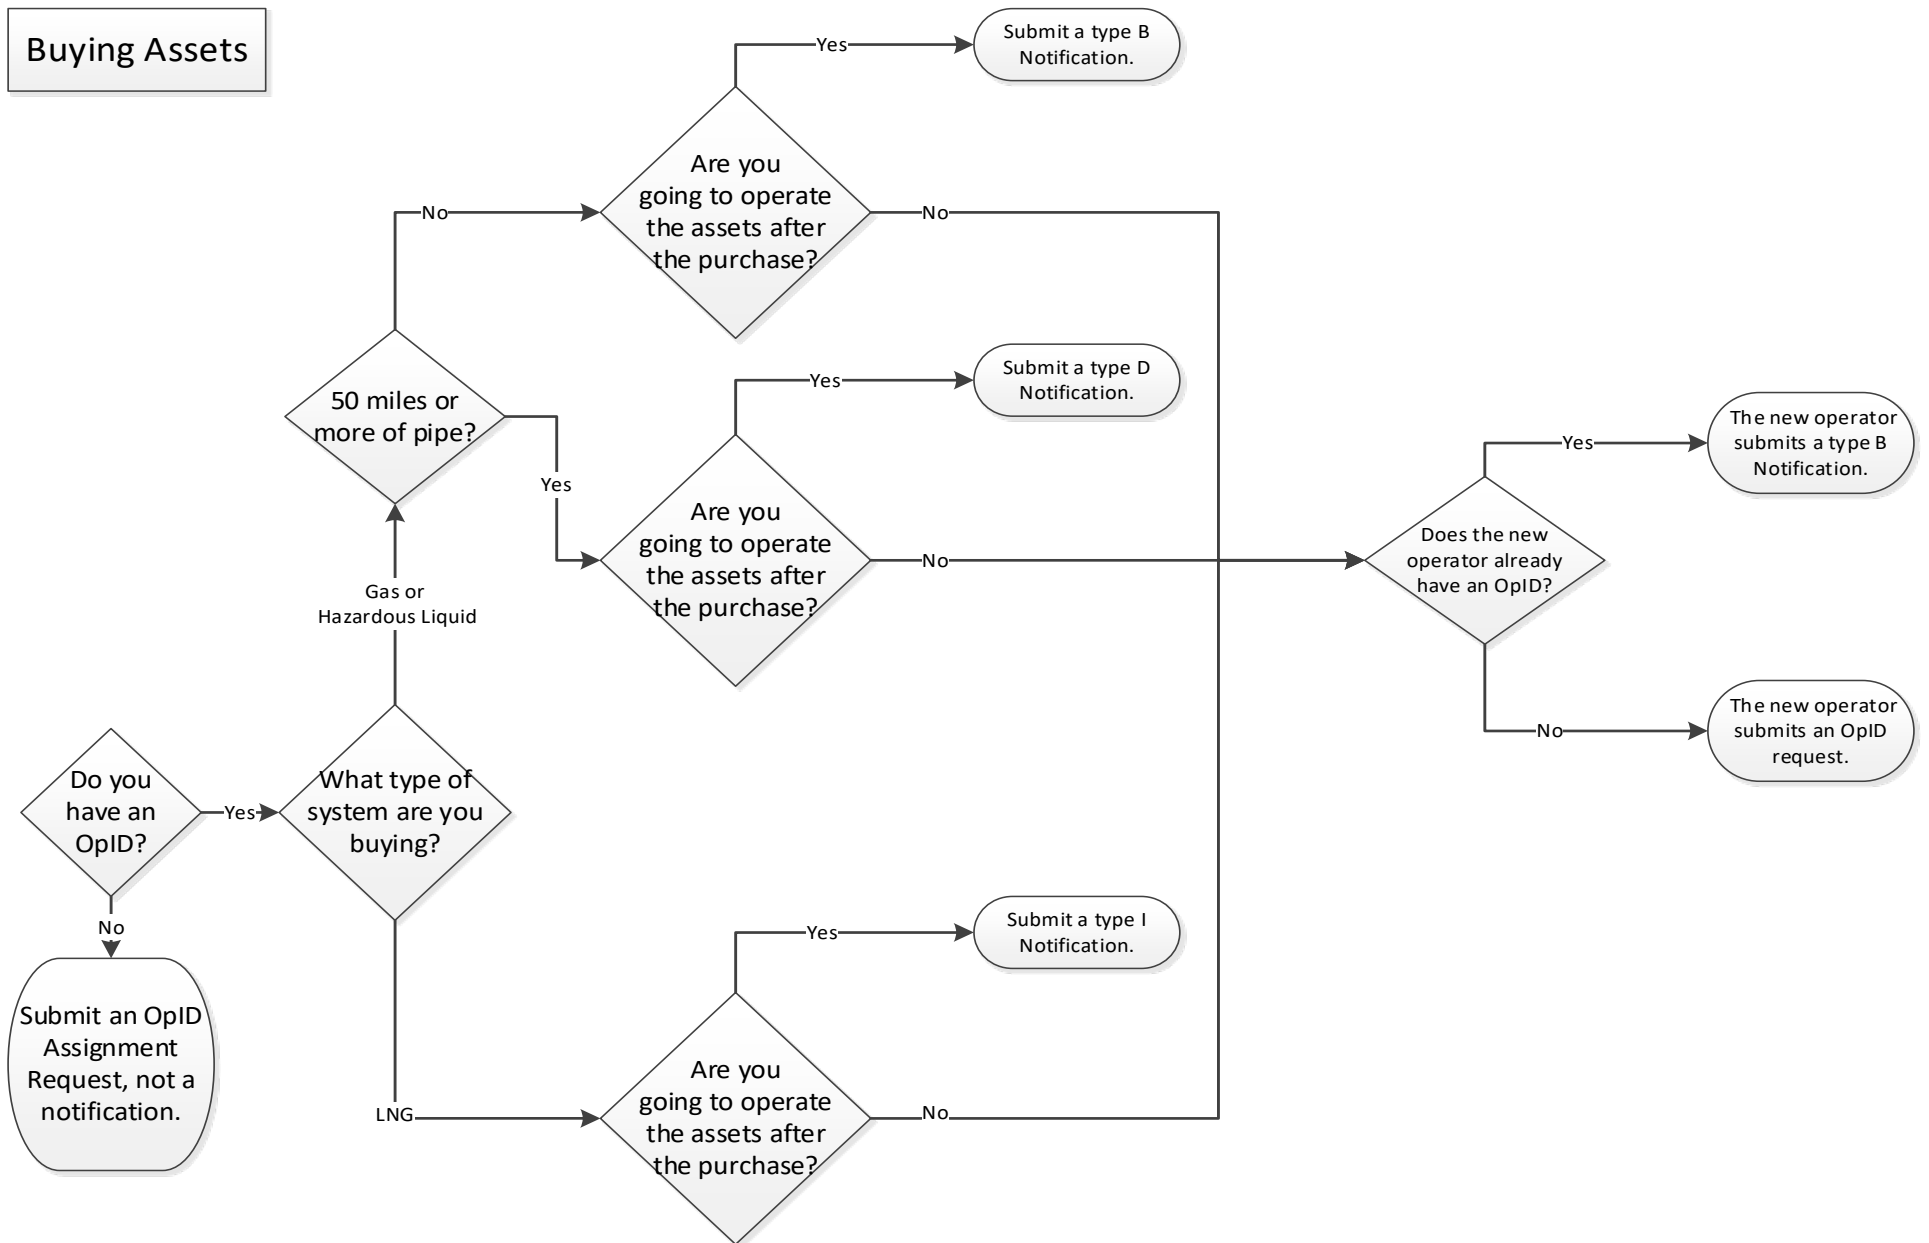 Buying Assets
Submit a type B
Notification.
Yes
Are you
going to operate
the assets after
the purchase?
No
No
50 miles or
more of pipe?
Yes
Submit a type D
Notification.
Yes
Are you
going to operate
the assets after
the purchase?
No
Gas or
Hazardous Liquid
The new operator
submits a type B
Notification.
Yes
Does the new
operator already
have an OpID?
No
The new operator
submits an OpID
request.
Do you
have an
OpID?
Yes
What type of
system are you
buying?
No
Submit an OpID
Assignment
Request, not a
notification.
LNG
Submit a type I
Notification.
Yes
Are you
going to operate
the assets after
the purchase?
No